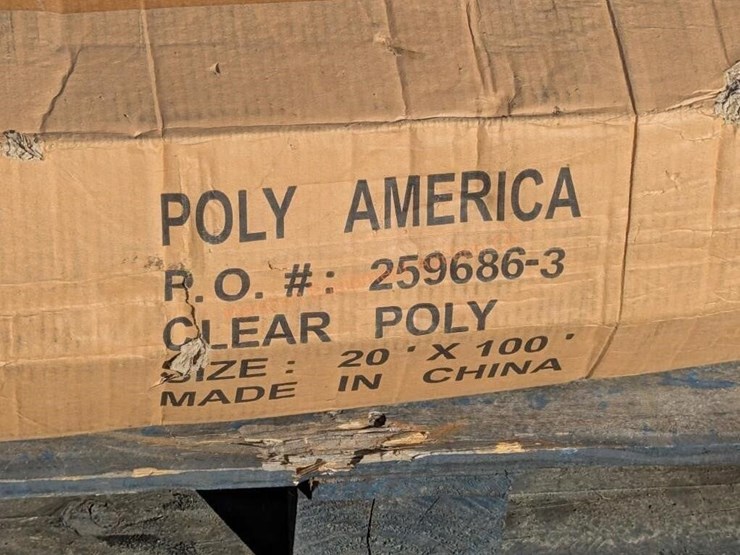 POLY AMERICA
P.O. #: 259686-3
CLEAR POLY
SIZE: 20' X 100'
MADE IN CHINA